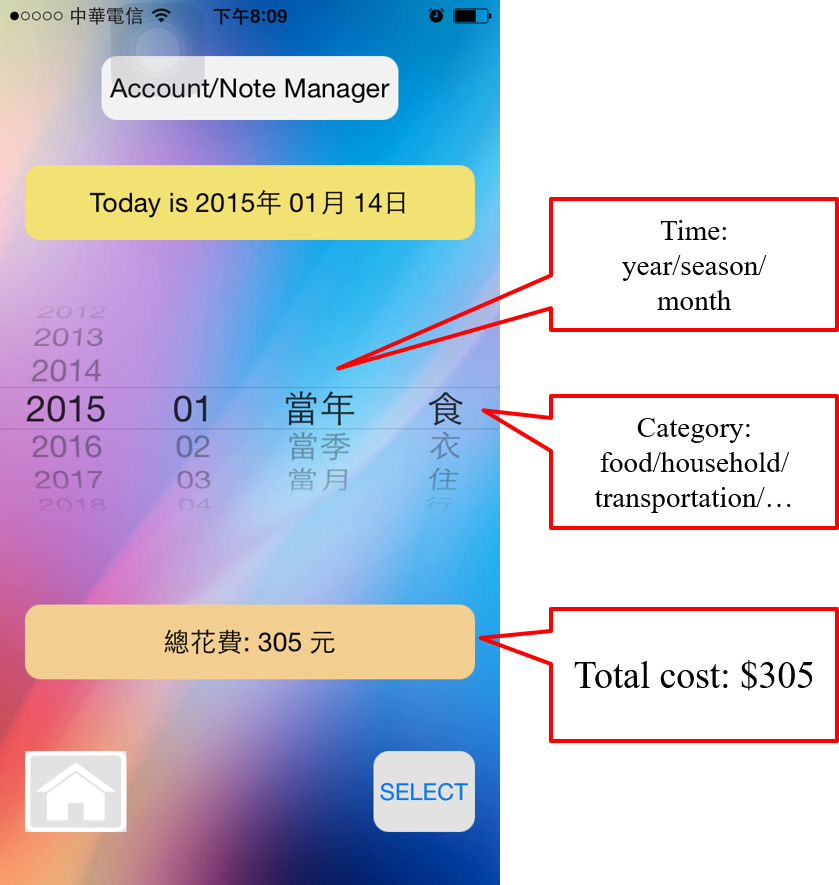 中華電信 下午8:09
Account/Note Manager
Today is 2015年 01月 14日
2012
2013
2014
2015 01 當年 食
2016 02 當季 衣
2017 03 當月 住
2018 04 行
總花費: 305 元
SELECT
Time:
year/season/
month
Category:
food/household/
transportation/…
Total cost: $305